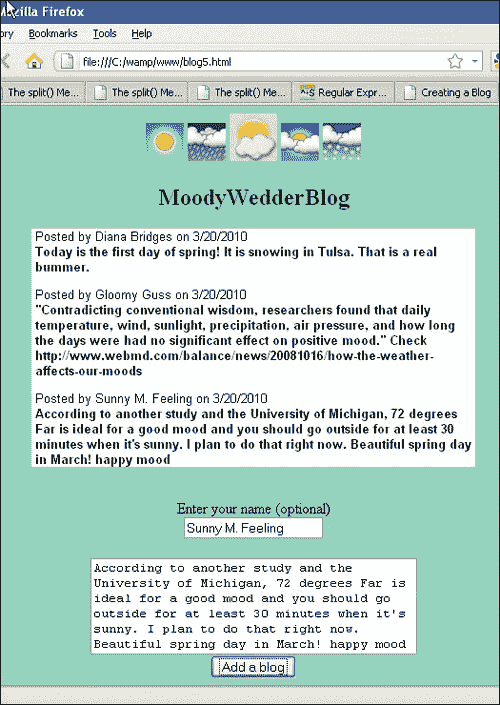 Mozilla Firefox
ory Bookmarks Tools Help
file:///C:/wamp/www/blog5.html
The split() Me... The split() Me... The split() Me... Regular Expr... Creating a Blog
MoodyWedderBlog
Posted by Diana Bridges on 3/20/2010
Today is the first day of spring! It is snowing in Tulsa. That is a real
bummer.
Posted by Gloomy Guss on 3/20/2010
"Contradicting conventional wisdom, researchers found that daily
temperature, wind, sunlight, precipitation, air pressure, and how long
the days were had no significant effect on positive mood." Check
http://www.webmd.com/balance/news/20081016/how-the-weather-
affects-our-moods
Posted by Sunny M. Feeling on 3/20/2010
According to another study and the University of Michigan, 72 degrees
Far is ideal for a good mood and you should go outside for at least 30
minutes when it's sunny. I plan to do that right now. Beautiful spring day
in March! happy mood
Enter your name (optional)
Sunny M. Feeling
According to another study and the
University of Michigan, 72 degrees Far is
ideal for a good mood and you should go
outside for at least 30 minutes when it's
sunny. I plan to do that right now.
Beautiful spring day in March! happy mood
Add a blog